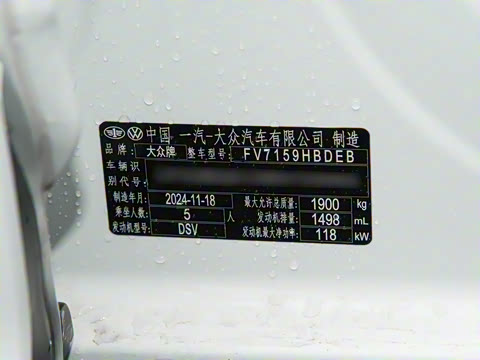 中国 一汽-大众汽车有限公司 制造
品牌: 大众牌 整车型号: FV7159HBDEB
车辆识
别代号:
制造年月: 2024-11-18 最大允许总质量: 1900 kg
乘坐人数: 5 人 发动机排量: 1498 mL
发动机型号: DSV 发动机最大净功率: 118 kW